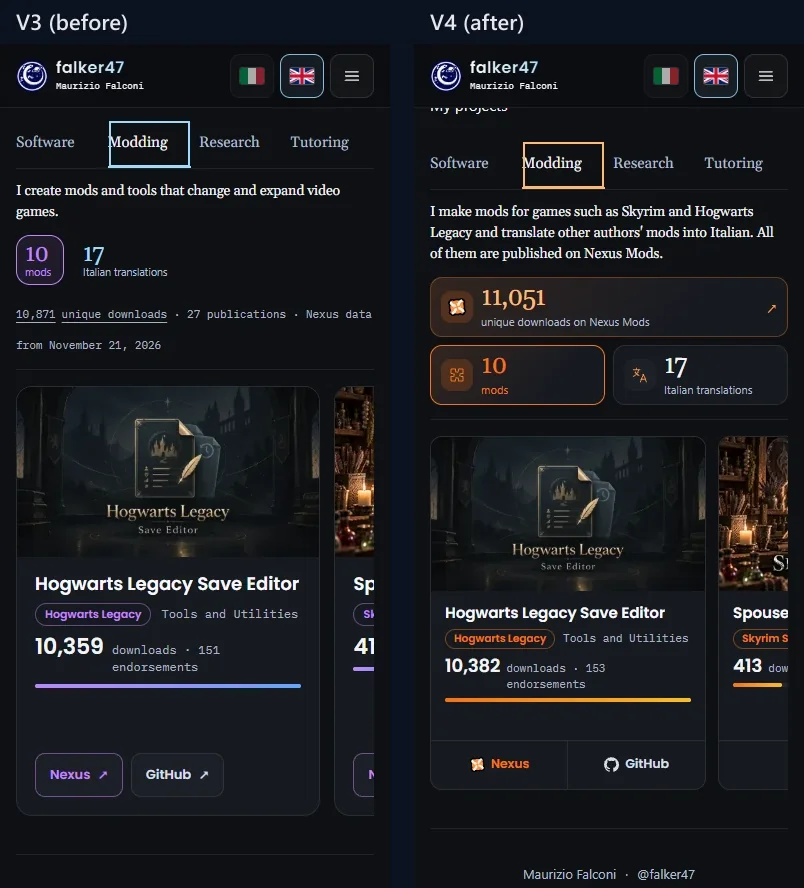 V3 (before)
falker47
Maurizio Falconi
Software Modding Research Tutoring
I create mods and tools that change and expand video
games.
10
mods
17
Italian translations
10,871 unique downloads · 27 publications · Nexus data
from November 21, 2026
Hogwarts Legacy
Save Editor
Hogwarts Legacy Save Editor
Hogwarts Legacy Tools and Utilities
10,359 downloads · 151
endorsements
Nexus ↗ GitHub ↗
Sp
Sk
41
N
V4 (after)
falker47
Maurizio Falconi
My projects
Software Modding Research Tutoring
I make mods for games such as Skyrim and Hogwarts
Legacy and translate other authors' mods into Italian. All
of them are published on Nexus Mods.
11,051
unique downloads on Nexus Mods
↗
10
mods
17
Italian translations
Hogwarts Legacy
Save Editor
Hogwarts Legacy Save Editor
Hogwarts Legacy Tools and Utilities
10,382 downloads · 153
endorsements
Nexus GitHub
S
Spouse
Skyrim S
413 dow
Maurizio Falconi · @falker47